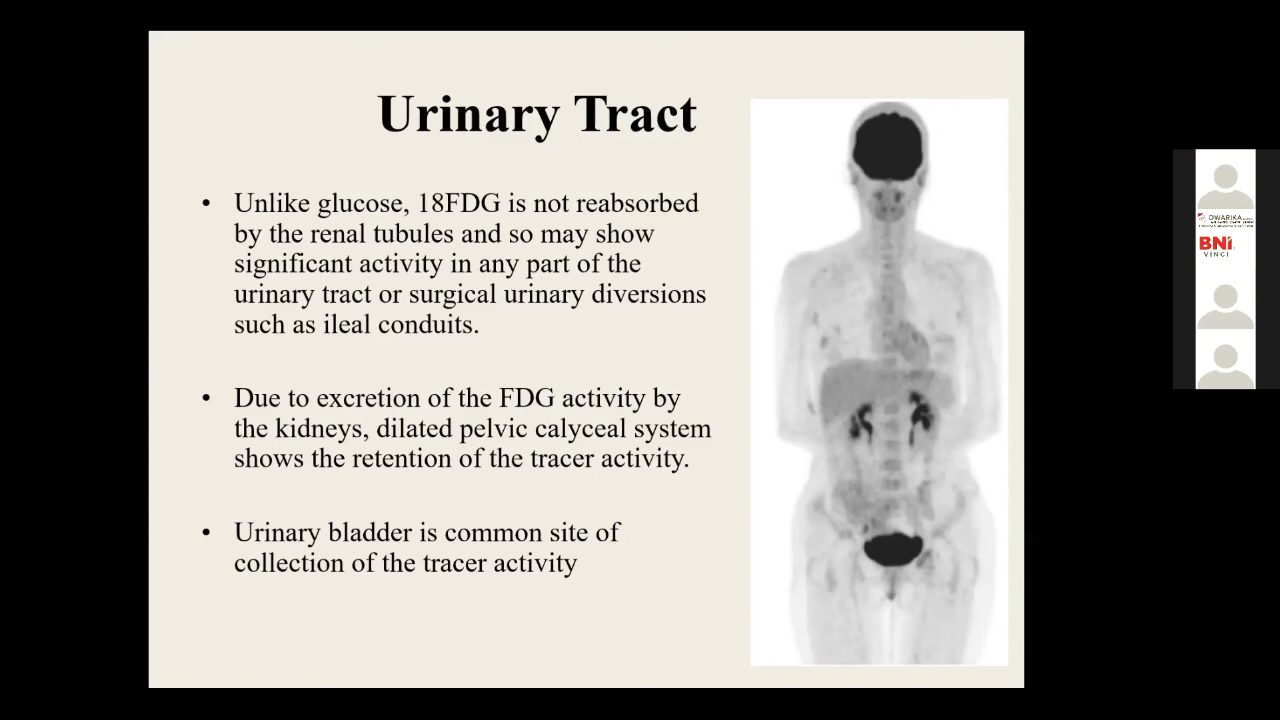 Urinary Tract
• Unlike glucose, 18FDG is not reabsorbed
by the renal tubules and so may show
significant activity in any part of the
urinary tract or surgical urinary diversions
such as ileal conduits.
• Due to excretion of the FDG activity by
the kidneys, dilated pelvic calyceal system
shows the retention of the tracer activity.
• Urinary bladder is common site of
collection of the tracer activity
DWARIKA
BNI
VINCI